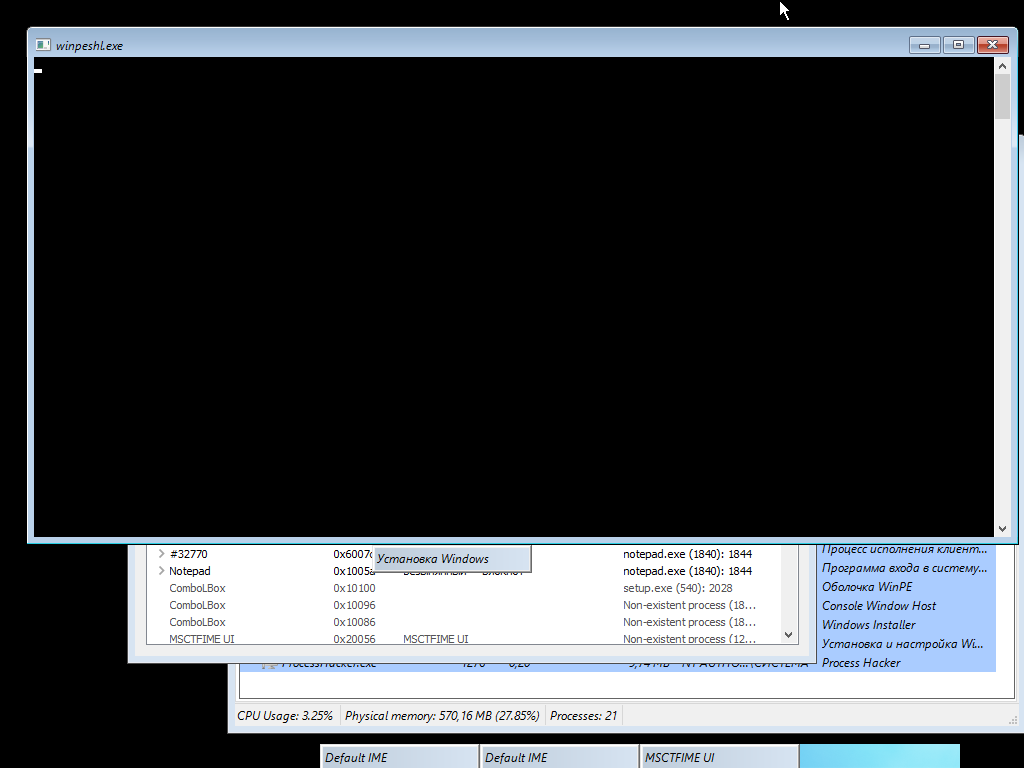 winpeshl.exe
#32770 0x6007 notepad.exe (1840): 1844
Notepad 0x1005 notepad.exe (1840): 1844
ComboLBox 0x10100 setup.exe (540): 2028
ComboLBox 0x10096 Non-existent process (18...
ComboLBox 0x10086 Non-existent process (18...
MSCTFIME UI 0x20056 MSCTFIME UI Non-existent process (12...
Установка Windows
Процесс исполнения клиент...
Программа входа в систему...
Оболочка WinPE
Console Window Host
Windows Installer
Установка и настройка Wi...
ProcessHacker.exe Process Hacker
CPU Usage: 3.25% Physical memory: 570,16 MB (27.85%) Processes: 21
Default IME Default IME MSCTFIME UI